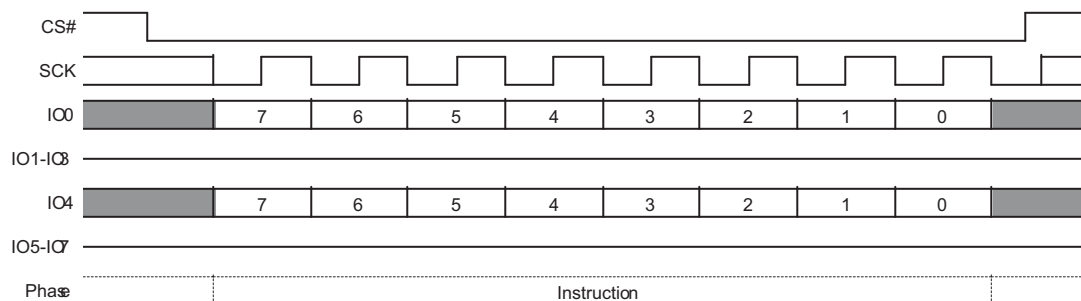 CS#
SCK
IO0 7 6 5 4 3 2 1 0
IO1-IO3
IO4 7 6 5 4 3 2 1 0
IO5-IO7
Phase Instruction